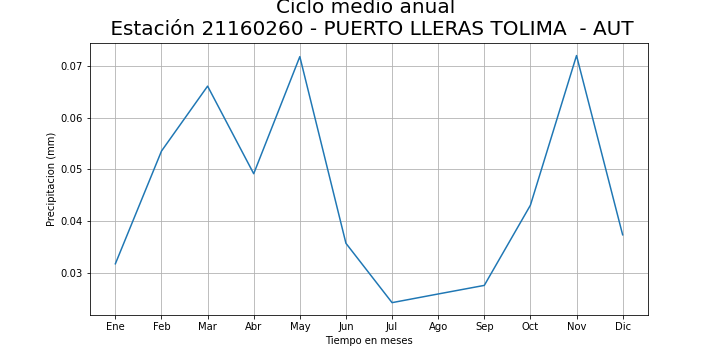 Ciclo medio anual
Estación 21160260 - PUERTO LLERAS TOLIMA - AUT
0.07
0.06
0.05
0.04
0.03
Precipitacion (mm)
Ene Feb Mar Abr May Jun Jul Ago Sep Oct Nov Dic
Tiempo en meses